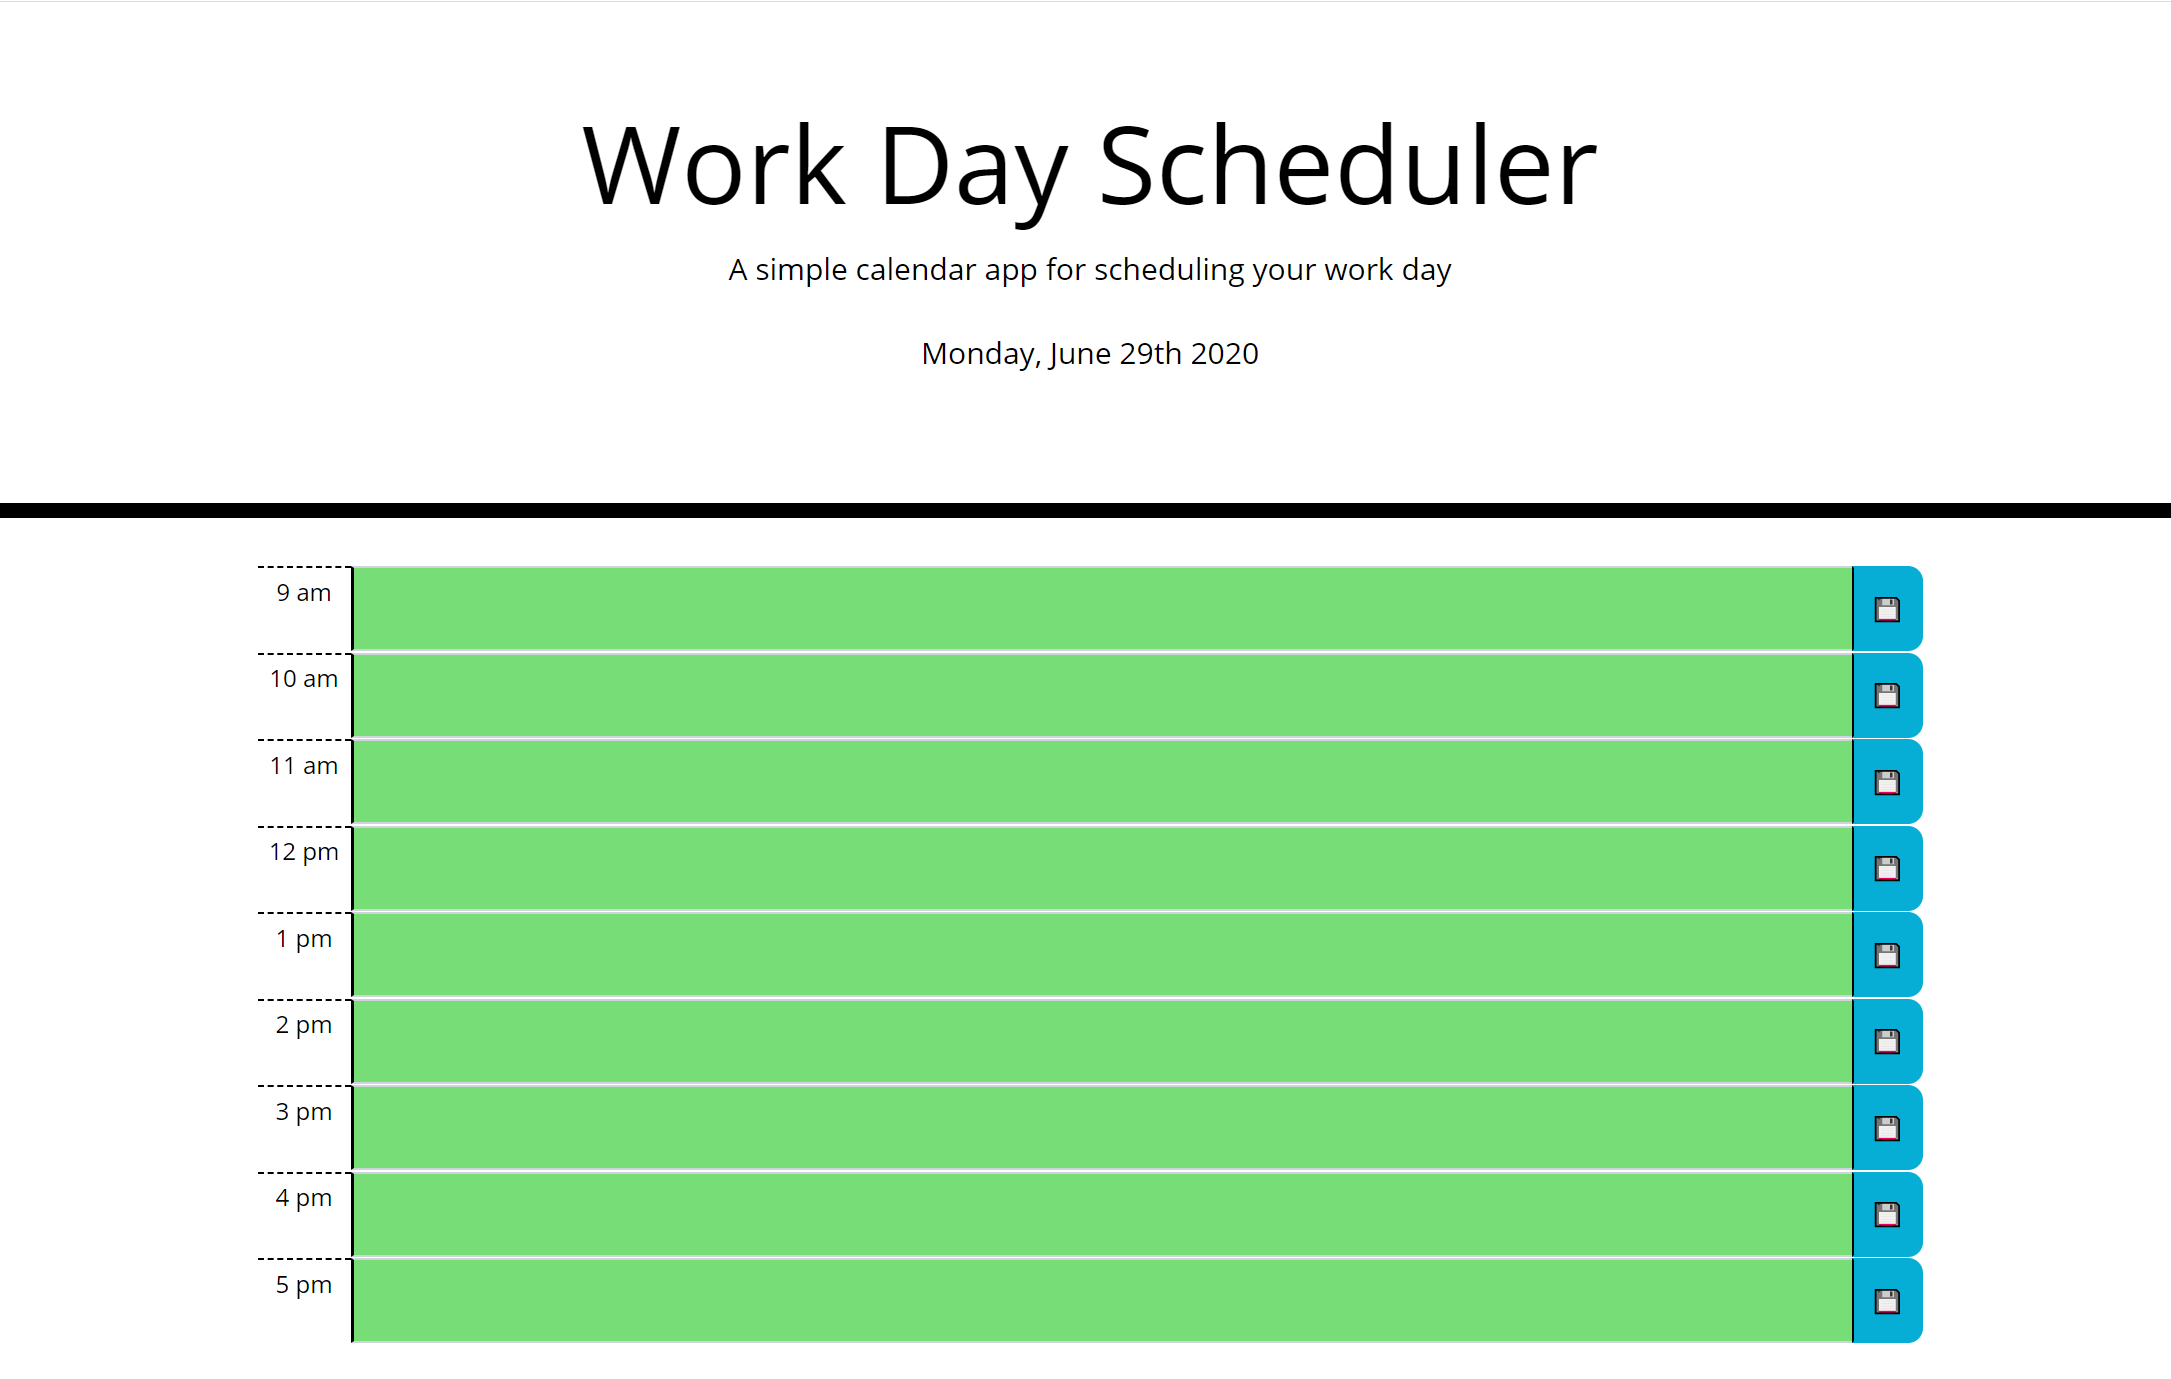 Work Day Scheduler
A simple calendar app for scheduling your work day
Monday, June 29th 2020
9 am
10 am
11 am
12 pm
1 pm
2 pm
3 pm
4 pm
5 pm